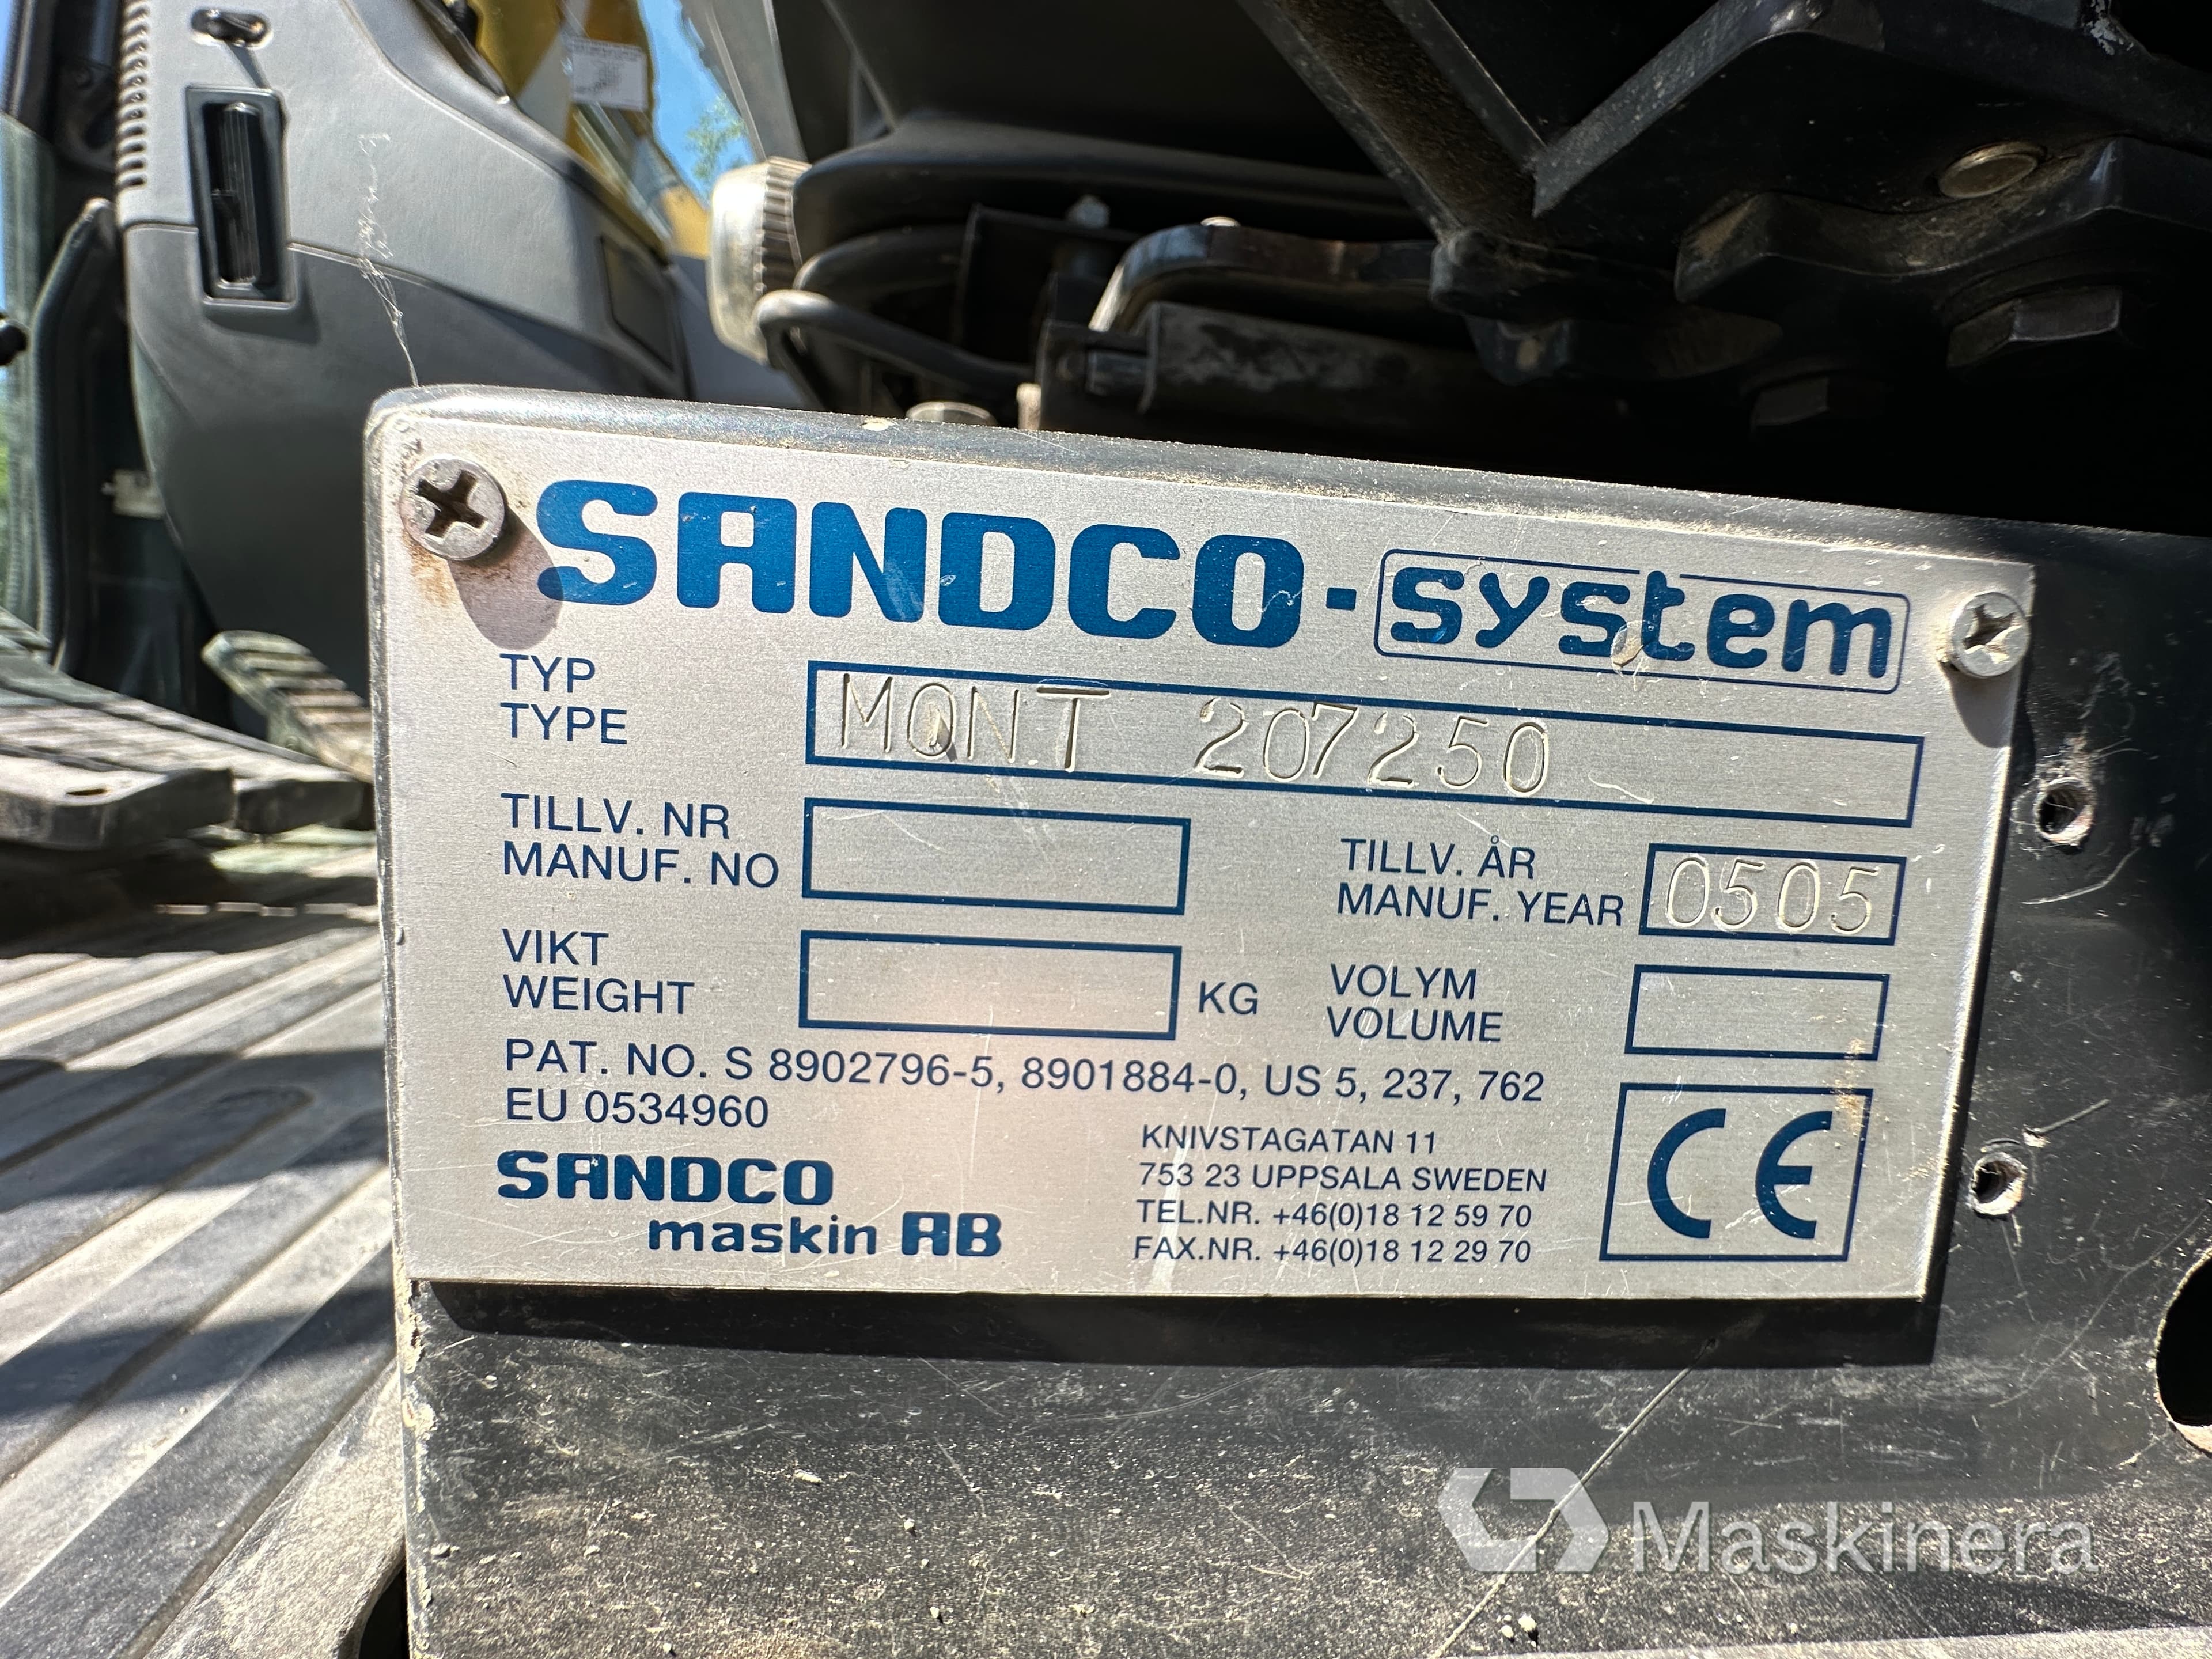 SANDCO-system
TYP
TYPE
MONT 207250
TILLV. NR
MANUF. NO
TILLV. ÅR
MANUF. YEAR
0505
VIKT
WEIGHT
KG
VOLYM
VOLUME
PAT. NO. S 8902796-5, 8901884-0, US 5, 237, 762
EU 0534960
SANDCO
maskin AB
KNIVSTAGATAN 11
753 23 UPPSALA SWEDEN
TEL.NR. +46(0)18 12 59 70
FAX.NR. +46(0)18 12 29 70
CE
Maskinera